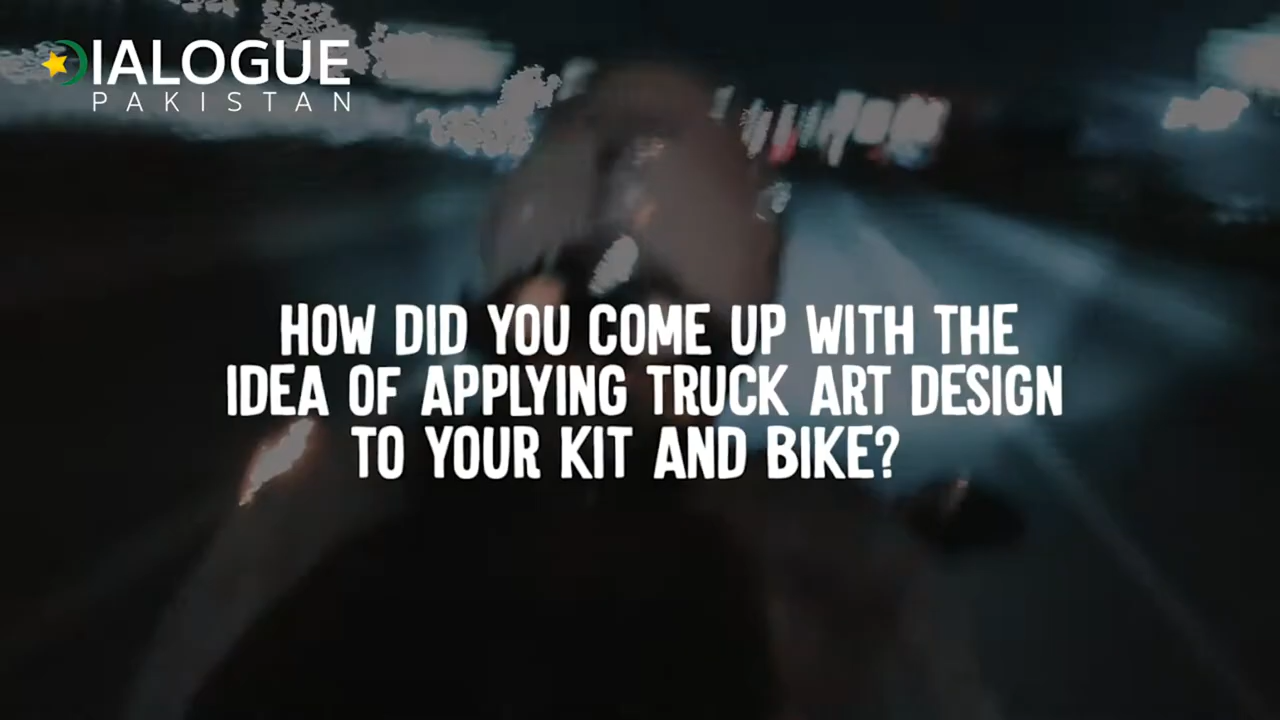 DIALOGUE
PAKISTAN
HOW DID YOU COME UP WITH THE
IDEA OF APPLYING TRUCK ART DESIGN
TO YOUR KIT AND BIKE?